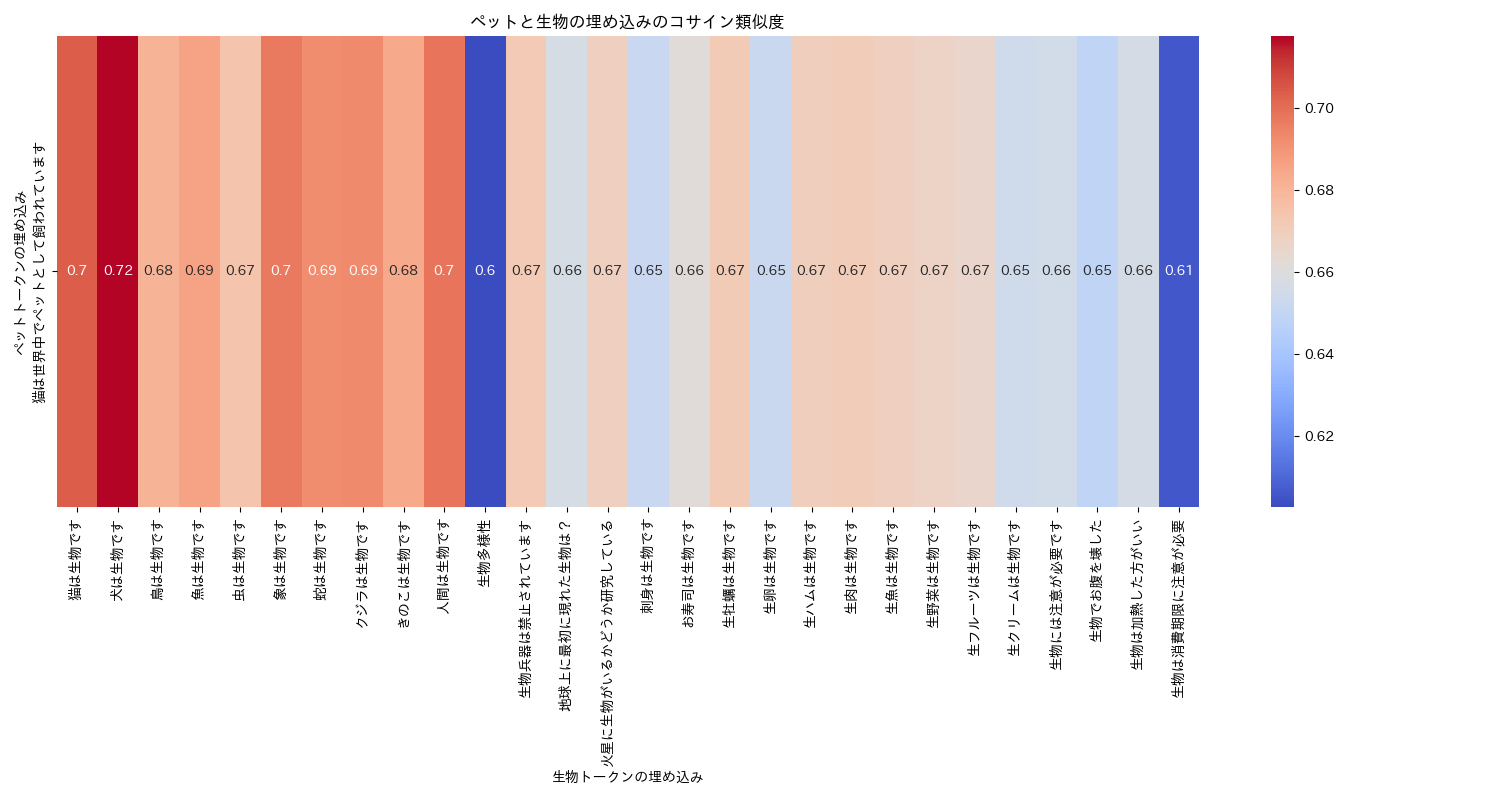 ペットと生物の埋め込みのコサイン類似度
ペットトークンの埋め込み
猫は世界中でペットとして飼われています
0.7
0.72
0.68
0.69
0.67
0.7
0.69
0.69
0.68
0.7
0.6
0.67
0.66
0.67
0.65
0.66
0.67
0.65
0.67
0.67
0.67
0.67
0.67
0.65
0.66
0.65
0.66
0.61
猫は生物です
犬は生物です
鳥は生物です
魚は生物です
虫は生物です
象は生物です
蛇は生物です
クジラは生物です
きのこは生物です
人間は生物です
生物多様性
生物兵器は禁止されています
地球上に最初に現れた生物は？
火星に生物がいるかどうか研究している
刺身は生物です
お寿司は生物です
生牡蠣は生物です
生卵は生物です
生ハムは生物です
生肉は生物です
生魚は生物です
生野菜は生物です
生フルーツは生物です
生クリームは生物です
生物には注意が必要です
生物でお腹を壊した
生物は加熱した方がいい
生物は消費期限に注意が必要
生物トークンの埋め込み
0.70
0.68
0.66
0.64
0.62